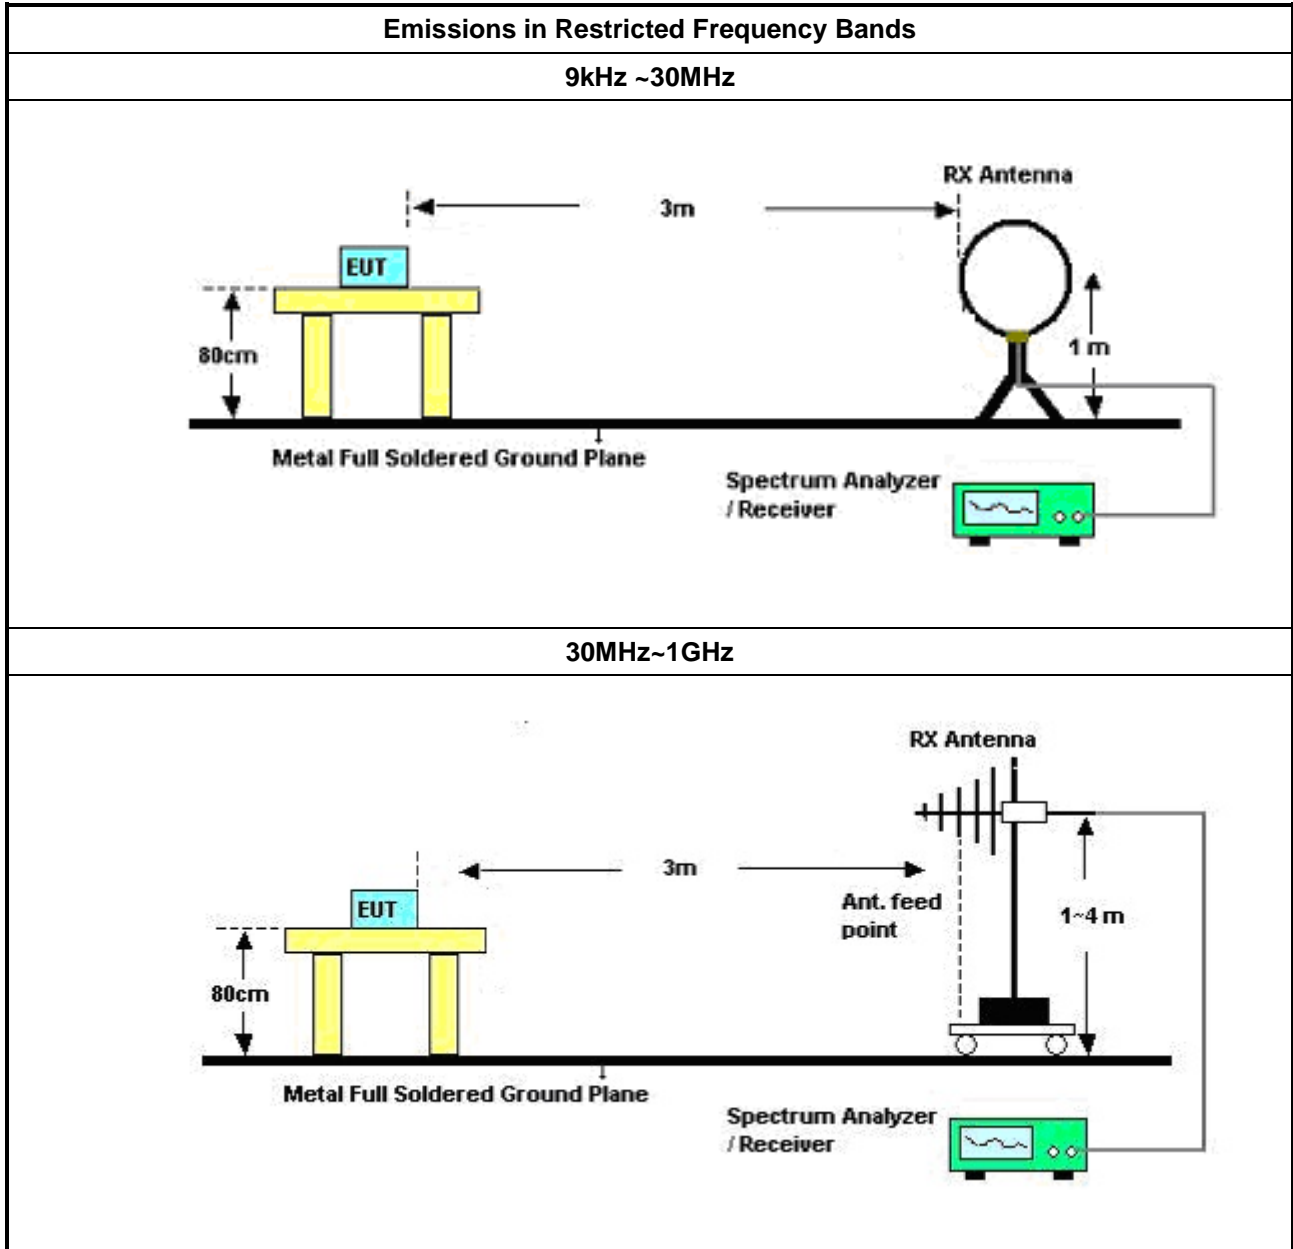 Emissions in Restricted Frequency Bands
9kHz ~30MHz
RX Antenna
3m
EUT
80cm
1 m
Metal Full Soldered Ground Plane
Spectrum Analyzer
/ Receiver
30MHz~1GHz
RX Antenna
3m
EUT
Ant. feed
point
1~4 m
80cm
Metal Full Soldered Ground Plane
Spectrum Analyzer
/ Receiver